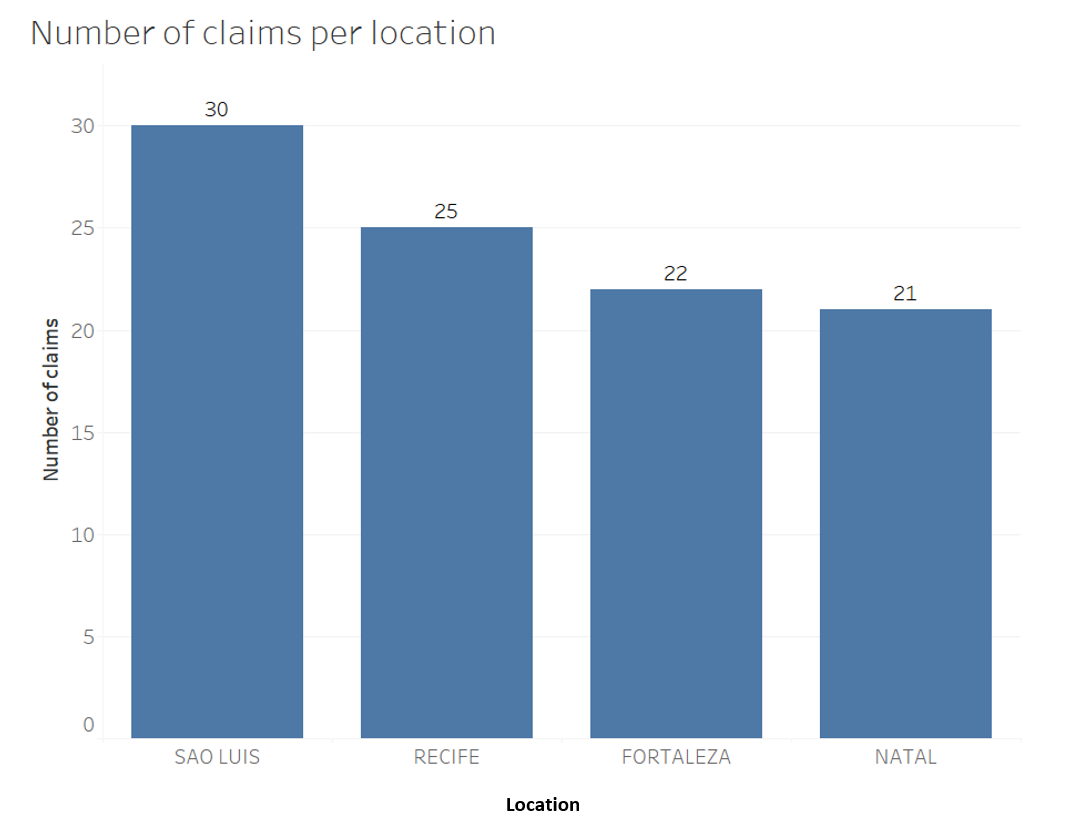 Number of claims per location
30
25
22
21
30
25
20
15
10
5
0
Number of claims
SAO LUIS
RECIFE
FORTALEZA
NATAL
Location